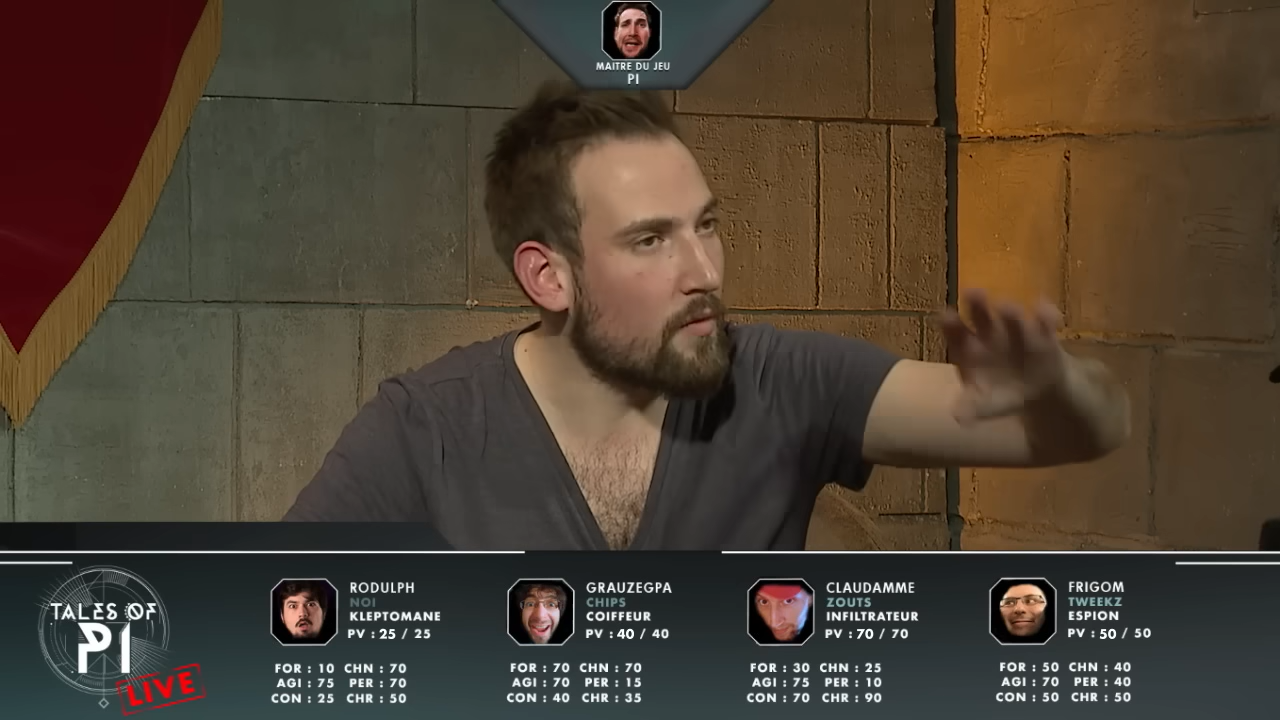 MAITRE DU JEU
PI
TALES OF
PI
LIVE
RODULPH
NOI
KLEPTOMANE
PV : 25 / 25
FOR : 10 CHN : 70
AGI : 75 PER : 70
CON : 25 CHR : 50
GRAUZEGPA
CHIPS
COIFFEUR
PV : 40 / 40
FOR : 70 CHN : 70
AGI : 70 PER : 15
CON : 40 CHR : 35
CLAUDAMME
ZOUTS
INFILTRATEUR
PV : 70 / 70
FOR : 30 CHN : 25
AGI : 75 PER : 10
CON : 70 CHR : 90
FRIGOM
TWEEKZ
ESPION
PV : 50 / 50
FOR : 50 CHN : 40
AGI : 70 PER : 40
CON : 50 CHR : 50